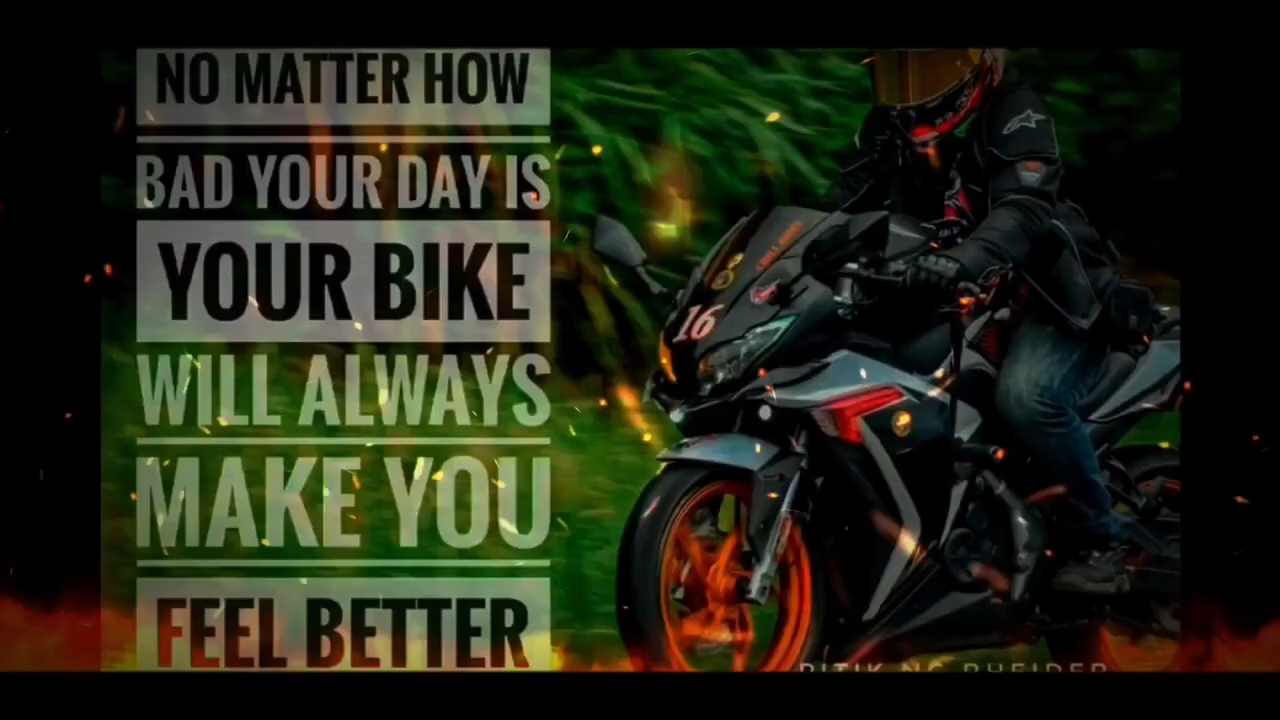 NO MATTER HOW
BAD YOUR DAY IS
YOUR BIKE
WILL ALWAYS
MAKE YOU
FEEL BETTER
16